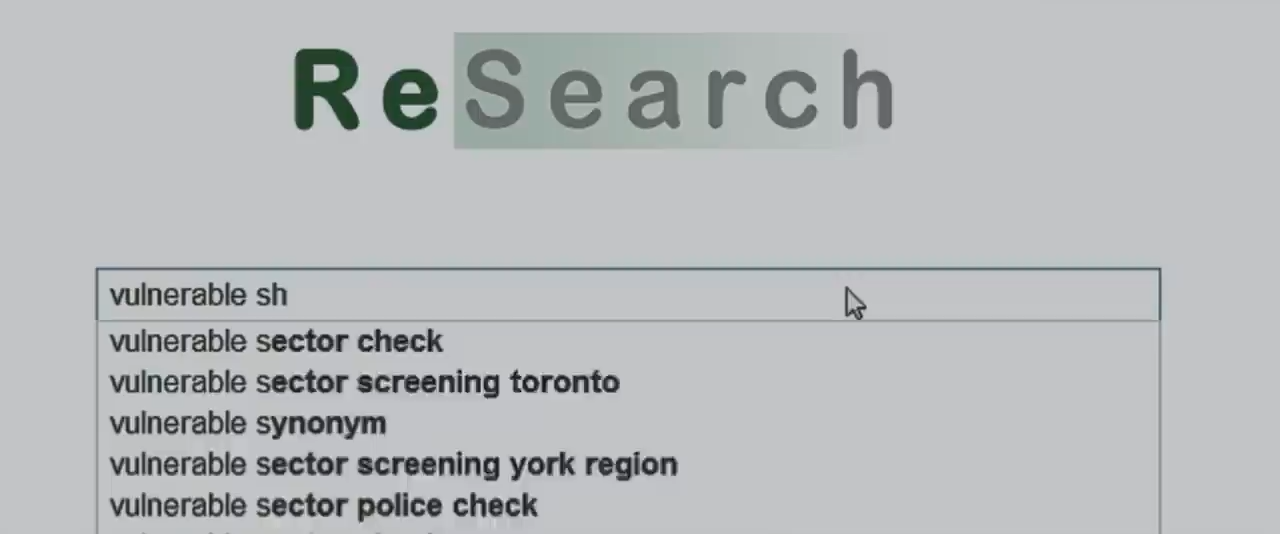 ReSearch
vulnerable sh
vulnerable sector check
vulnerable sector screening toronto
vulnerable synonym
vulnerable sector screening york region
vulnerable sector police check